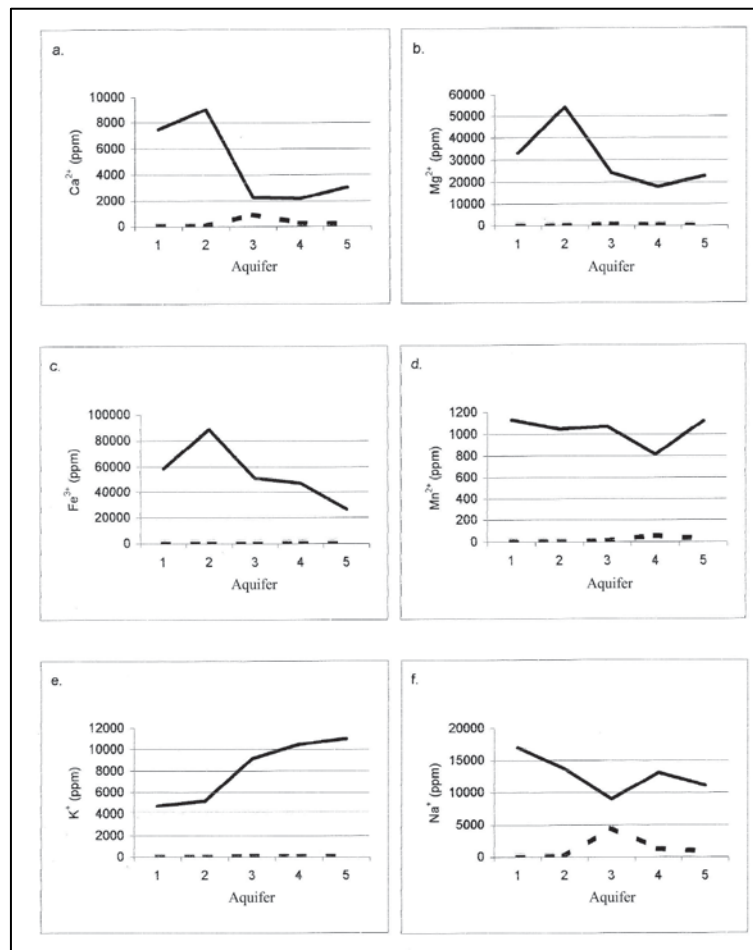 a.
10000
8000
6000
4000
2000
0
Ca2+ (ppm)
1 2 3 4 5
Aquifer
b.
60000
50000
40000
30000
20000
10000
0
Mg2+ (ppm)
1 2 3 4 5
Aquifer
c.
100000
80000
60000
40000
20000
0
Fe3+ (ppm)
1 2 3 4 5
Aquifer
d.
1200
1000
800
600
400
200
0
Mn2+ (ppm)
1 2 3 4 5
Aquifer
e.
12000
10000
8000
6000
4000
2000
0
K+ (ppm)
1 2 3 4 5
Aquifer
f.
20000
15000
10000
5000
0
Na+ (ppm)
1 2 3 4 5
Aquifer